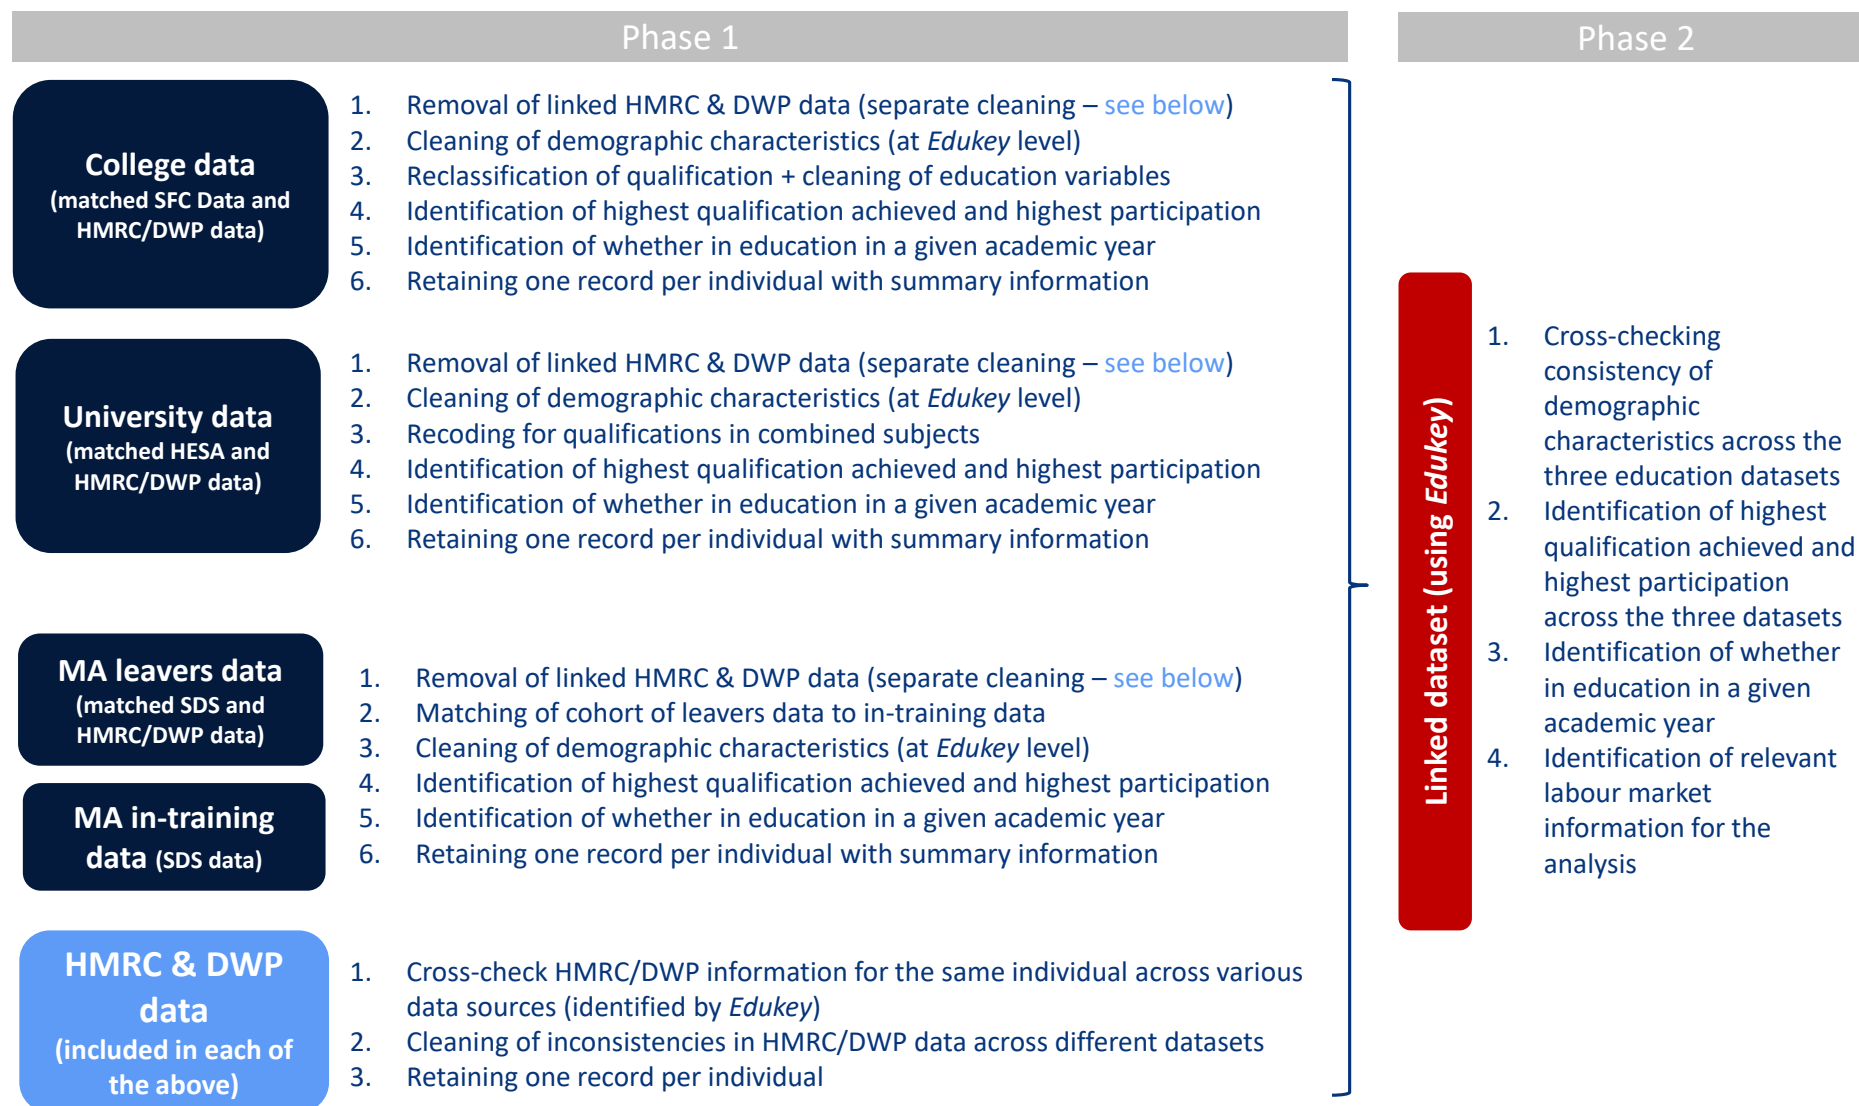 Phase 1
College data
(matched SFC Data and
HMRC/DWP data)
1. Removal of linked HMRC & DWP data (separate cleaning – see below)
2. Cleaning of demographic characteristics (at Edukey level)
3. Reclassification of qualification + cleaning of education variables
4. Identification of highest qualification achieved and highest participation
5. Identification of whether in education in a given academic year
6. Retaining one record per individual with summary information
University data
(matched HESA and
HMRC/DWP data)
1. Removal of linked HMRC & DWP data (separate cleaning – see below)
2. Cleaning of demographic characteristics (at Edukey level)
3. Recoding for qualifications in combined subjects
4. Identification of highest qualification achieved and highest participation
5. Identification of whether in education in a given academic year
6. Retaining one record per individual with summary information
MA leavers data
(matched SDS and
HMRC/DWP data)
MA in-training
data (SDS data)
1. Removal of linked HMRC & DWP data (separate cleaning – see below)
2. Matching of cohort of leavers data to in-training data
3. Cleaning of demographic characteristics (at Edukey level)
4. Identification of highest qualification achieved and highest participation
5. Identification of whether in education in a given academic year
6. Retaining one record per individual with summary information
HMRC & DWP
data
(included in each of
the above)
1. Cross-check HMRC/DWP information for the same individual across various
data sources (identified by Edukey)
2. Cleaning of inconsistencies in HMRC/DWP data across different datasets
3. Retaining one record per individual
Phase 2
Linked dataset (using Edukey)
1. Cross-checking
consistency of
demographic
characteristics across the
three education datasets
2. Identification of highest
qualification achieved and
highest participation
across the three datasets
3. Identification of whether
in education in a given
academic year
4. Identification of relevant
labour market
information for the
analysis